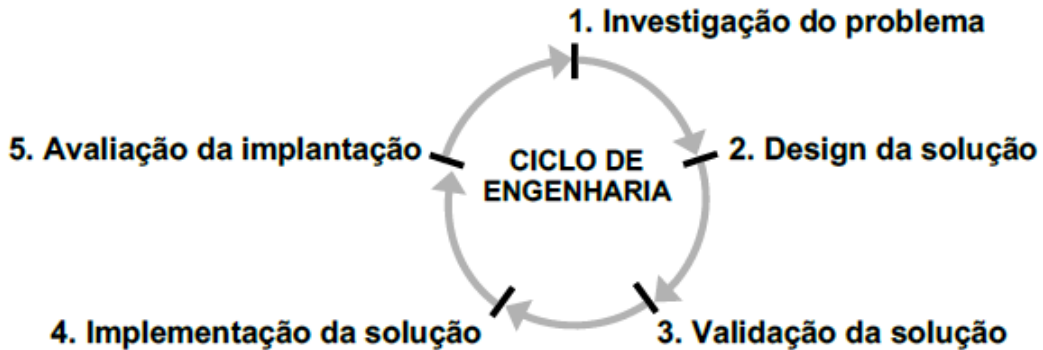 1. Investigação do problema
5. Avaliação da implantação
CICLO DE
ENGENHARIA
2. Design da solução
4. Implementação da solução
3. Validação da solução